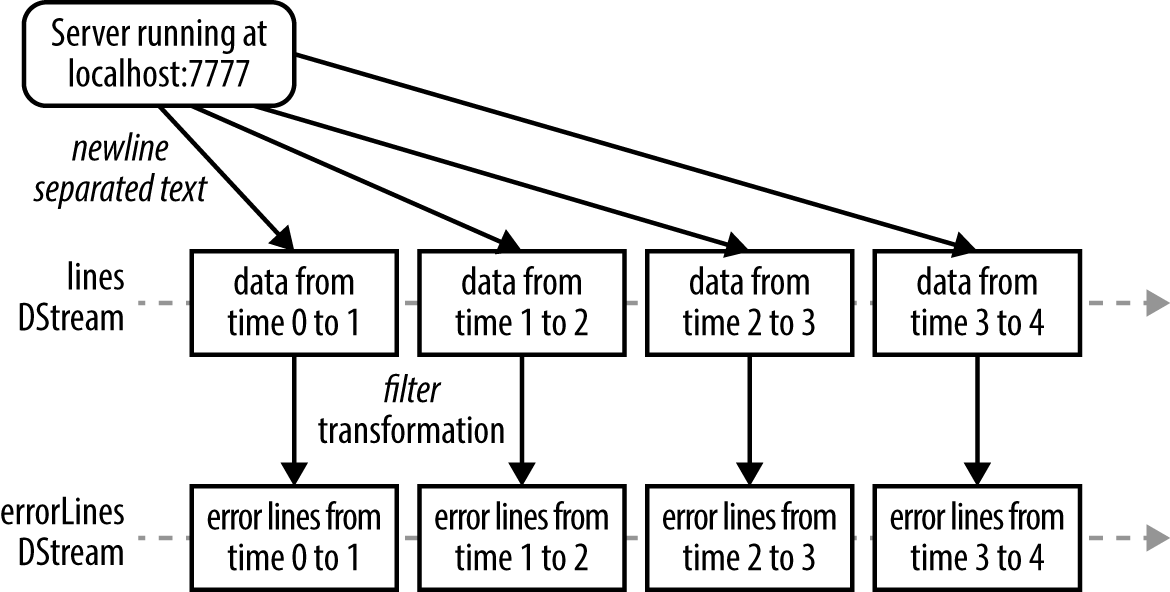 Server running at
localhost:7777
newline
separated text
lines
DStream
data from
time 0 to 1
data from
time 1 to 2
data from
time 2 to 3
data from
time 3 to 4
filter
transformation
errorLines
DStream
error lines from
time 0 to 1
error lines from
time 1 to 2
error lines from
time 2 to 3
error lines from
time 3 to 4